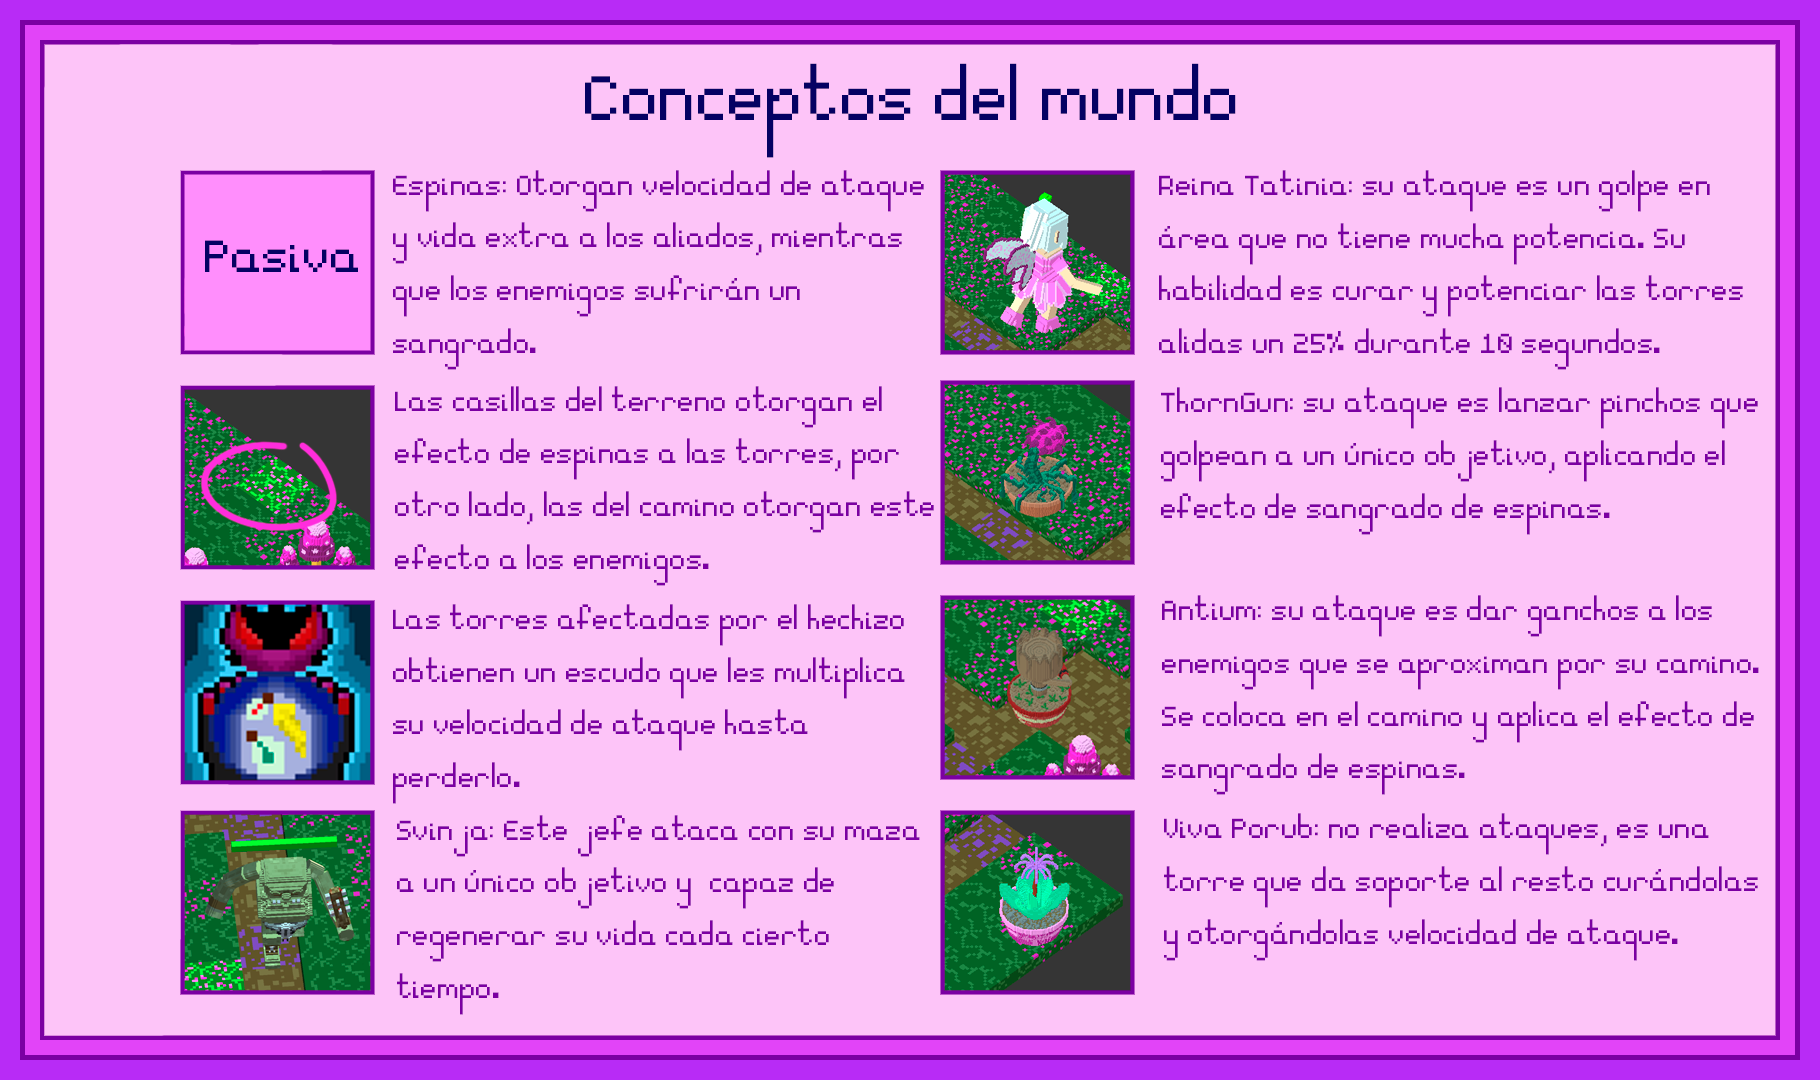 Conceptos del mundo
Pasiva
Espinas: Otorgan velocidad de ataque
y vida extra a los aliados, mientras
que los enemigos sufrirán un
sangrado.
Las casillas del terreno otorgan el
efecto de espinas a las torres, por
otro lado, las del camino otorgan este
efecto a los enemigos.
Las torres afectadas por el hechizo
obtienen un escudo que les multiplica
su velocidad de ataque hasta
perderlo.
Svinja: Este jefe ataca con su maza
a un único objetivo y capaz de
regenerar su vida cada cierto
tiempo.
Reina Tatinia: su ataque es un golpe en
área que no tiene mucha potencia. Su
habilidad es curar y potenciar las torres
alidas un 25% durante 10 segundos.
ThornGun: su ataque es lanzar pinchos que
golpean a un único objetivo, aplicando el
efecto de sangrado de espinas.
Antium: su ataque es dar ganchos a los
enemigos que se aproximan por su camino.
Se coloca en el camino y aplica el efecto de
sangrado de espinas.
Viva Porub: no realiza ataques, es una
torre que da soporte al resto curándolas
y otorgándolas velocidad de ataque.